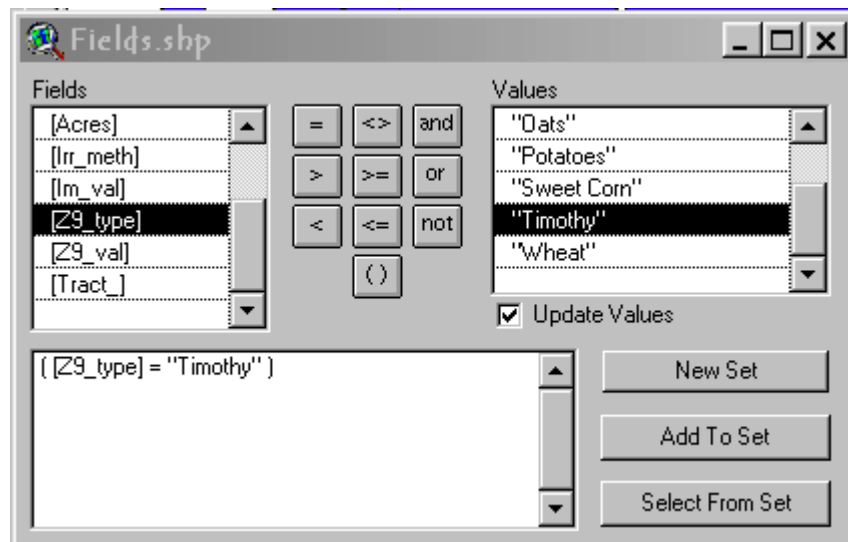 Fields.shp
Fields
[Acres]
[Irr_meth]
[Im_val]
[Z9_type]
[Z9_val]
[Tract_]
= <> and
> >= or
< <= not
()
Values
"Oats"
"Potatoes"
"Sweet Corn"
"Timothy"
"Wheat"
Update Values
( [Z9_type] = "Timothy" )
New Set
Add To Set
Select From Set